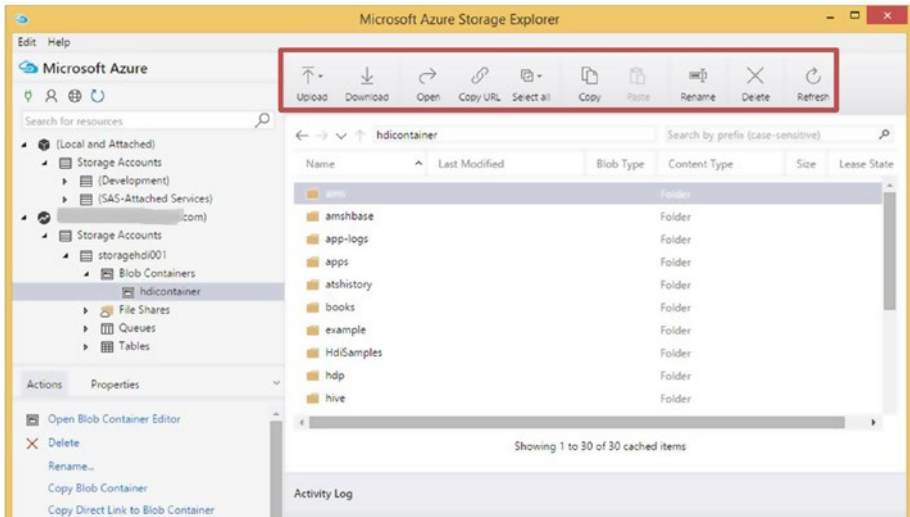 Microsoft Azure Storage Explorer
Edit Help
Microsoft Azure
Search for resources
(Local and Attached)
Storage Accounts
(Development)
(SAS-Attached Services)
com)
Storage Accounts
storagehdi001
Blob Containers
hdicontainer
File Shares
Queues
Tables
Actions Properties
Open Blob Container Editor
Delete
Rename...
Copy Blob Container
Copy Direct Link to Blob Container
Upload Download Open Copy URL Select all Copy Paste Rename Delete Refresh
hdicontainer Search by prefix (case-sensitive)
Name Last Modified Blob Type Content Type Size Lease State
ams Folder
amshbase Folder
app-logs Folder
apps Folder
atshistory Folder
books Folder
example Folder
HdiSamples Folder
hdp Folder
hive Folder
Showing 1 to 30 of 30 cached items
Activity Log